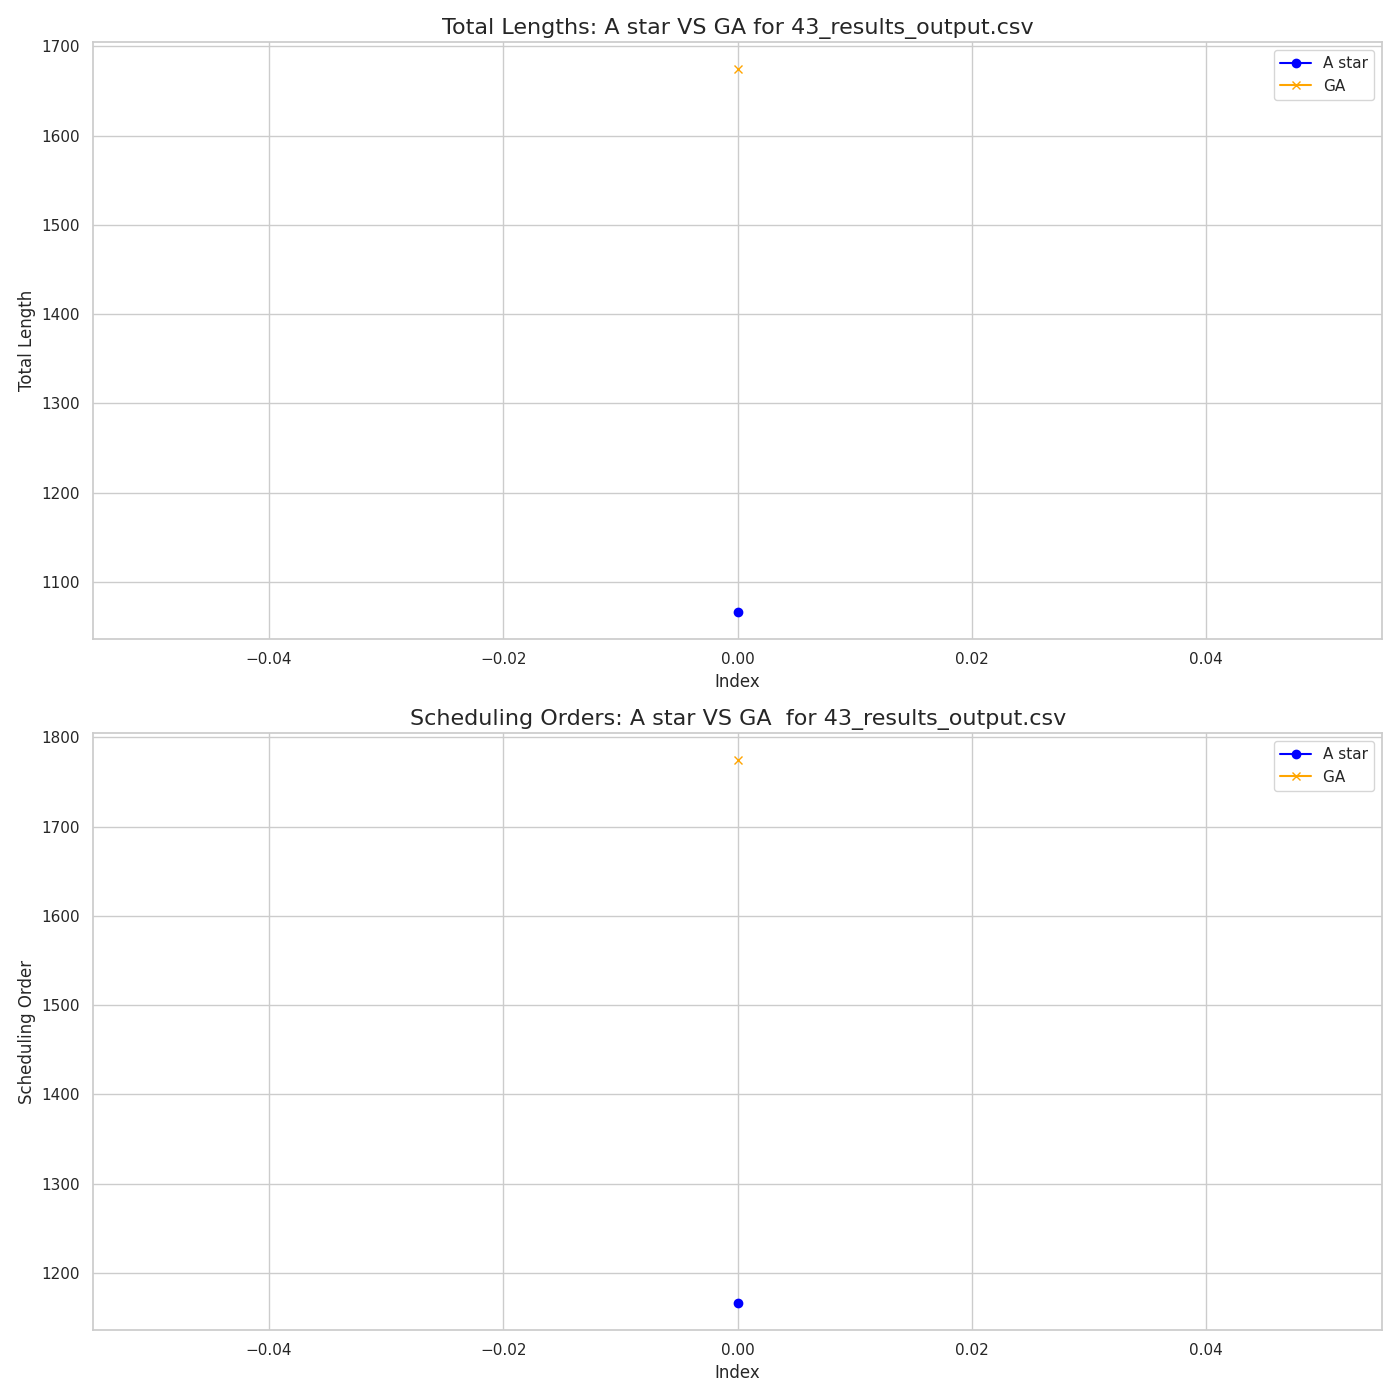 Total Lengths: A star VS GA for 43_results_output.csv
1700
1600
1500
1400
1300
1200
1100
Total Length
A star
GA
−0.04
−0.02
0.00
0.02
0.04
Index
Scheduling Orders: A star VS GA  for 43_results_output.csv
1800
1700
1600
1500
1400
1300
1200
Scheduling Order
A star
GA
−0.04
−0.02
0.00
0.02
0.04
Index